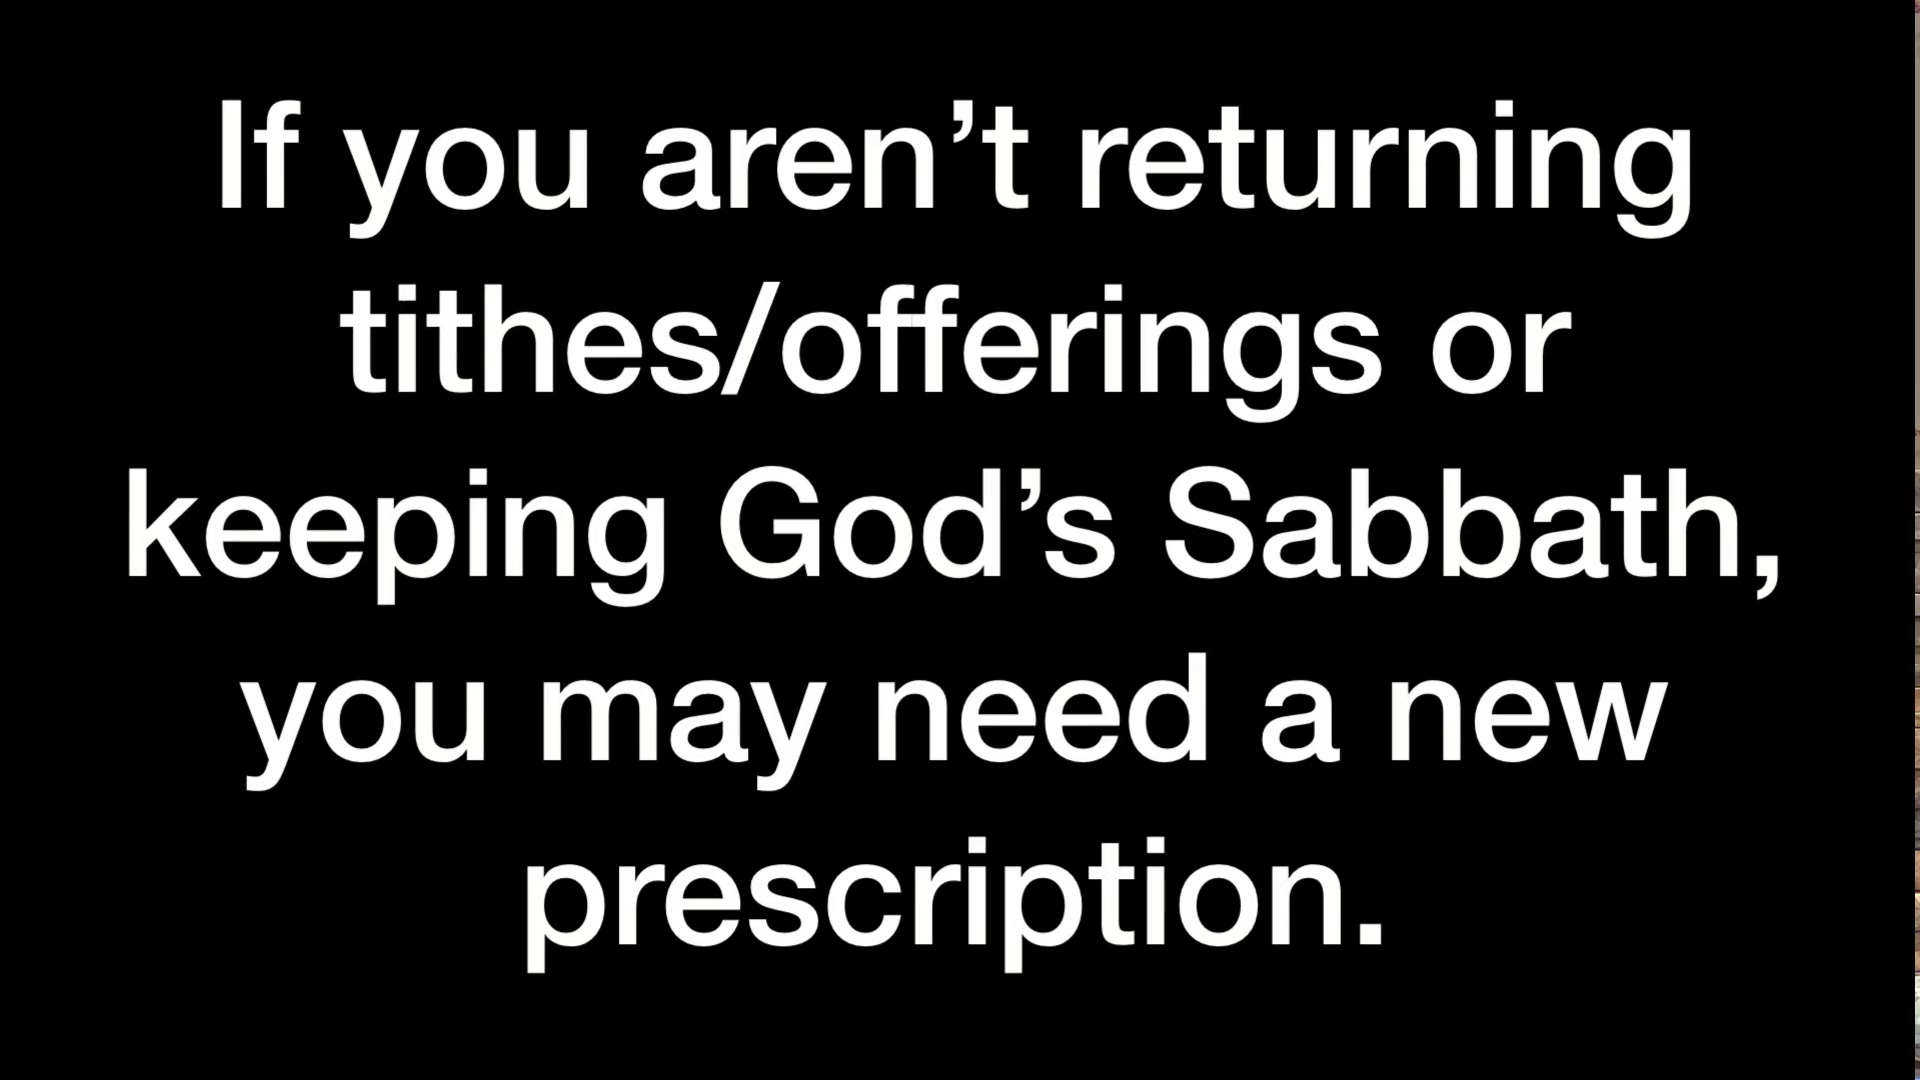 If you aren’t returning
tithes/offerings or
keeping God’s Sabbath,
you may need a new
prescription.